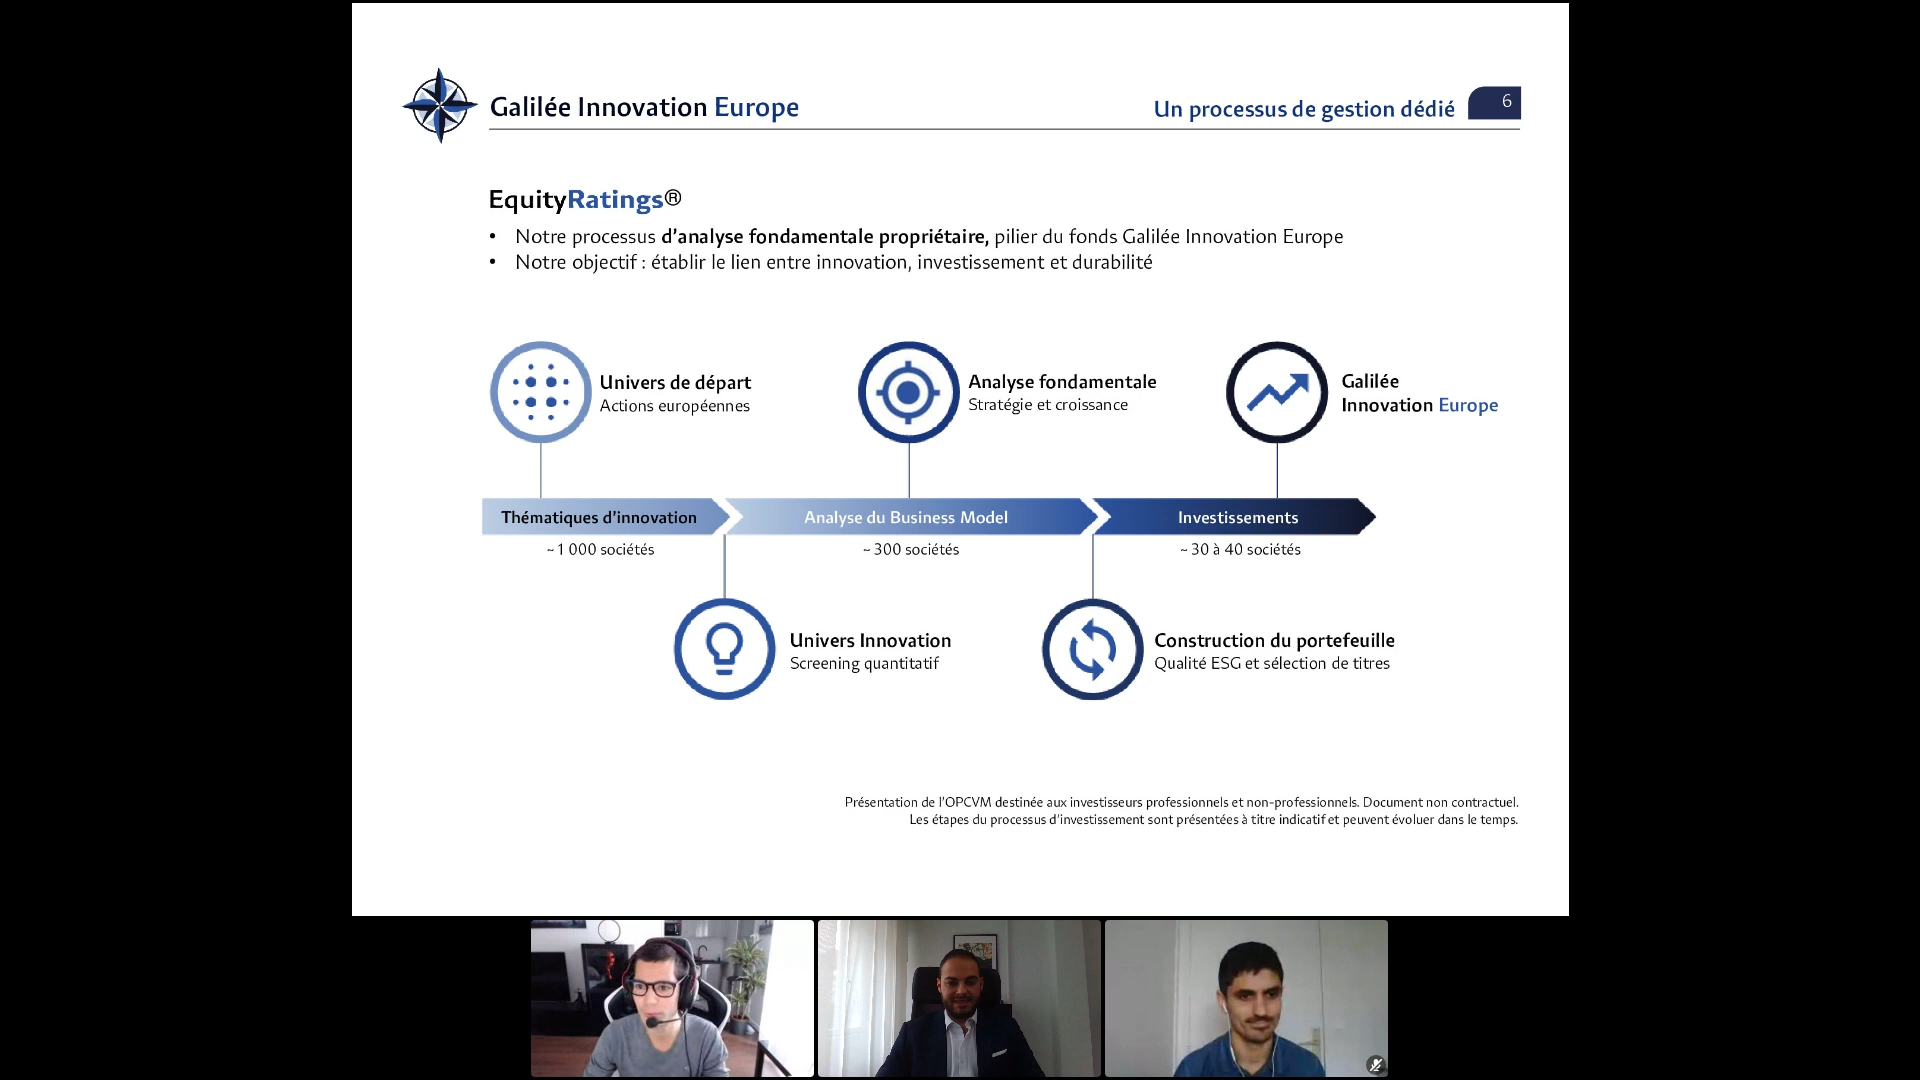 Galilée Innovation Europe
Un processus de gestion dédié
6
EquityRatings®
• Notre processus d'analyse fondamentale propriétaire, pilier du fonds Galilée Innovation Europe
• Notre objectif : établir le lien entre innovation, investissement et durabilité
Univers de départ
Actions européennes
Analyse fondamentale
Stratégie et croissance
Galilée
Innovation Europe
Thématiques d'innovation
Analyse du Business Model
Investissements
~ 1 000 sociétés
~ 300 sociétés
~ 30 à 40 sociétés
Univers Innovation
Screening quantitatif
Construction du portefeuille
Qualité ESG et sélection de titres
Présentation de l'OPCVM destinée aux investisseurs professionnels et non-professionnels. Document non contractuel.
Les étapes du processus d'investissement sont présentées à titre indicatif et peuvent évoluer dans le temps.